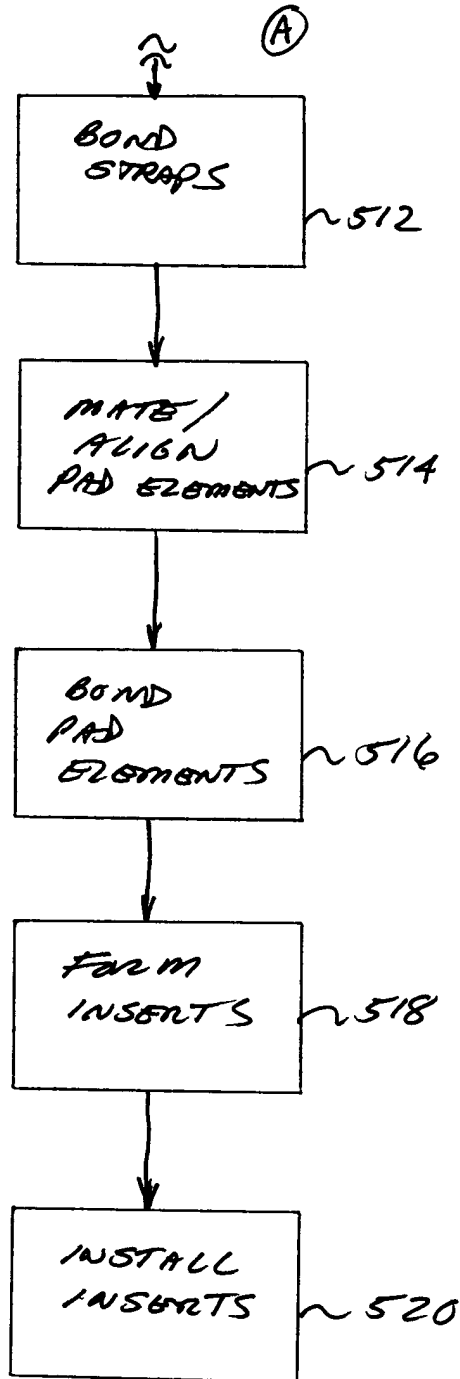 A
BOND
STRAPS
512
MATE/
ALIGN
PAD ELEMENTS
514
BOND
PAD
ELEMENTS
516
FORM
INSERTS
518
INSTALL
INSERTS
520